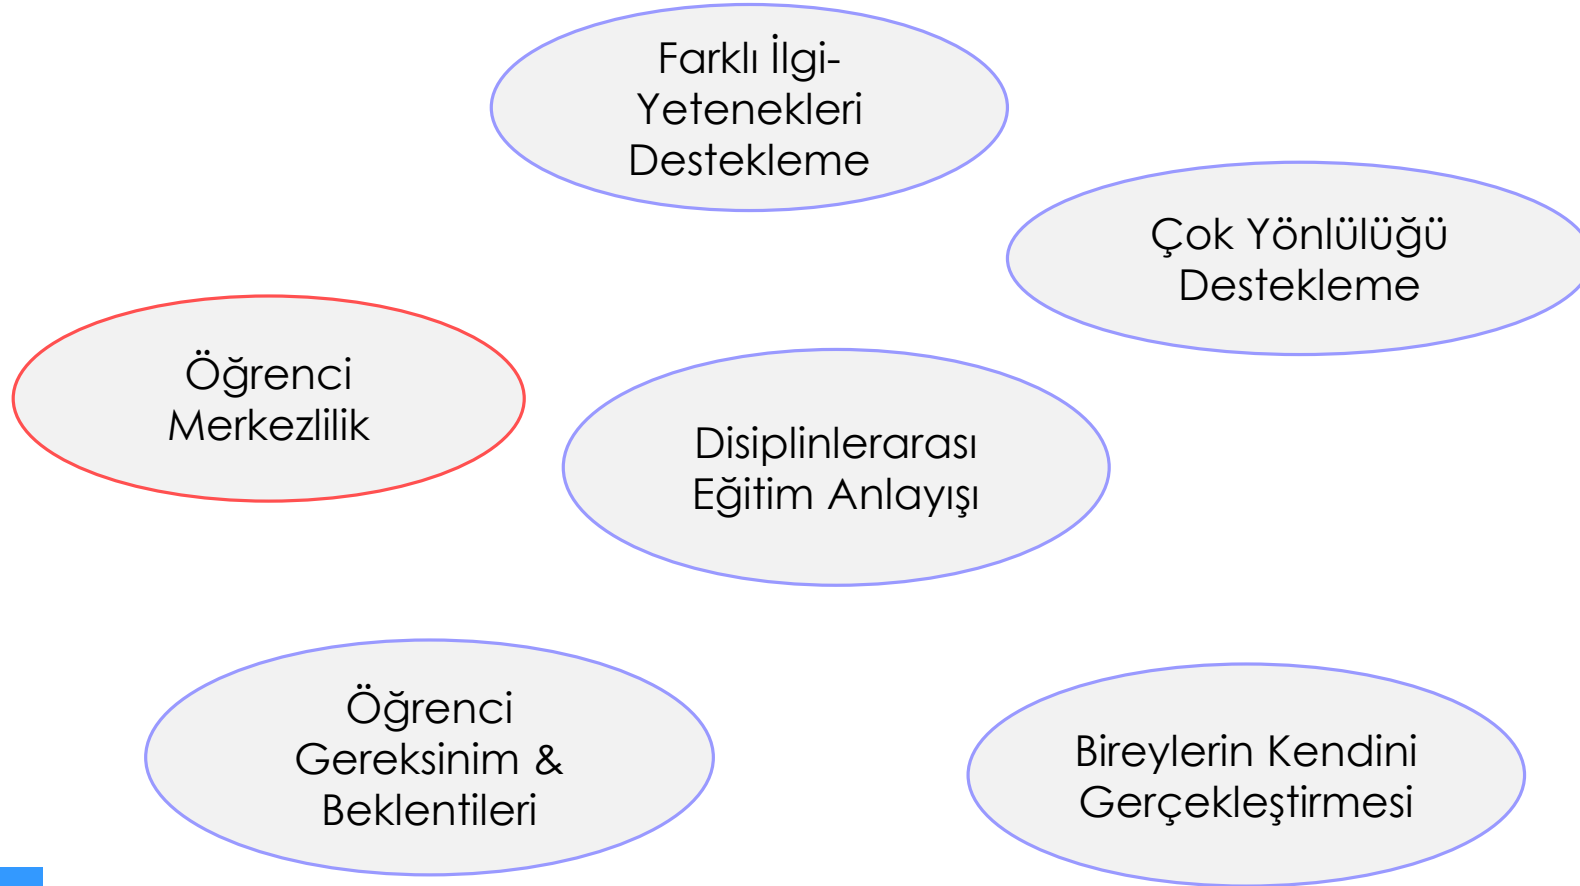 Farklı İlgi-
Yetenekleri
Destekleme
Çok Yönlülüğü
Destekleme
Öğrenci
Merkezlilik
Disiplinlerarası
Eğitim Anlayışı
Öğrenci
Gereksinim &
Beklentileri
Bireylerin Kendini
Gerçekleştirmesi